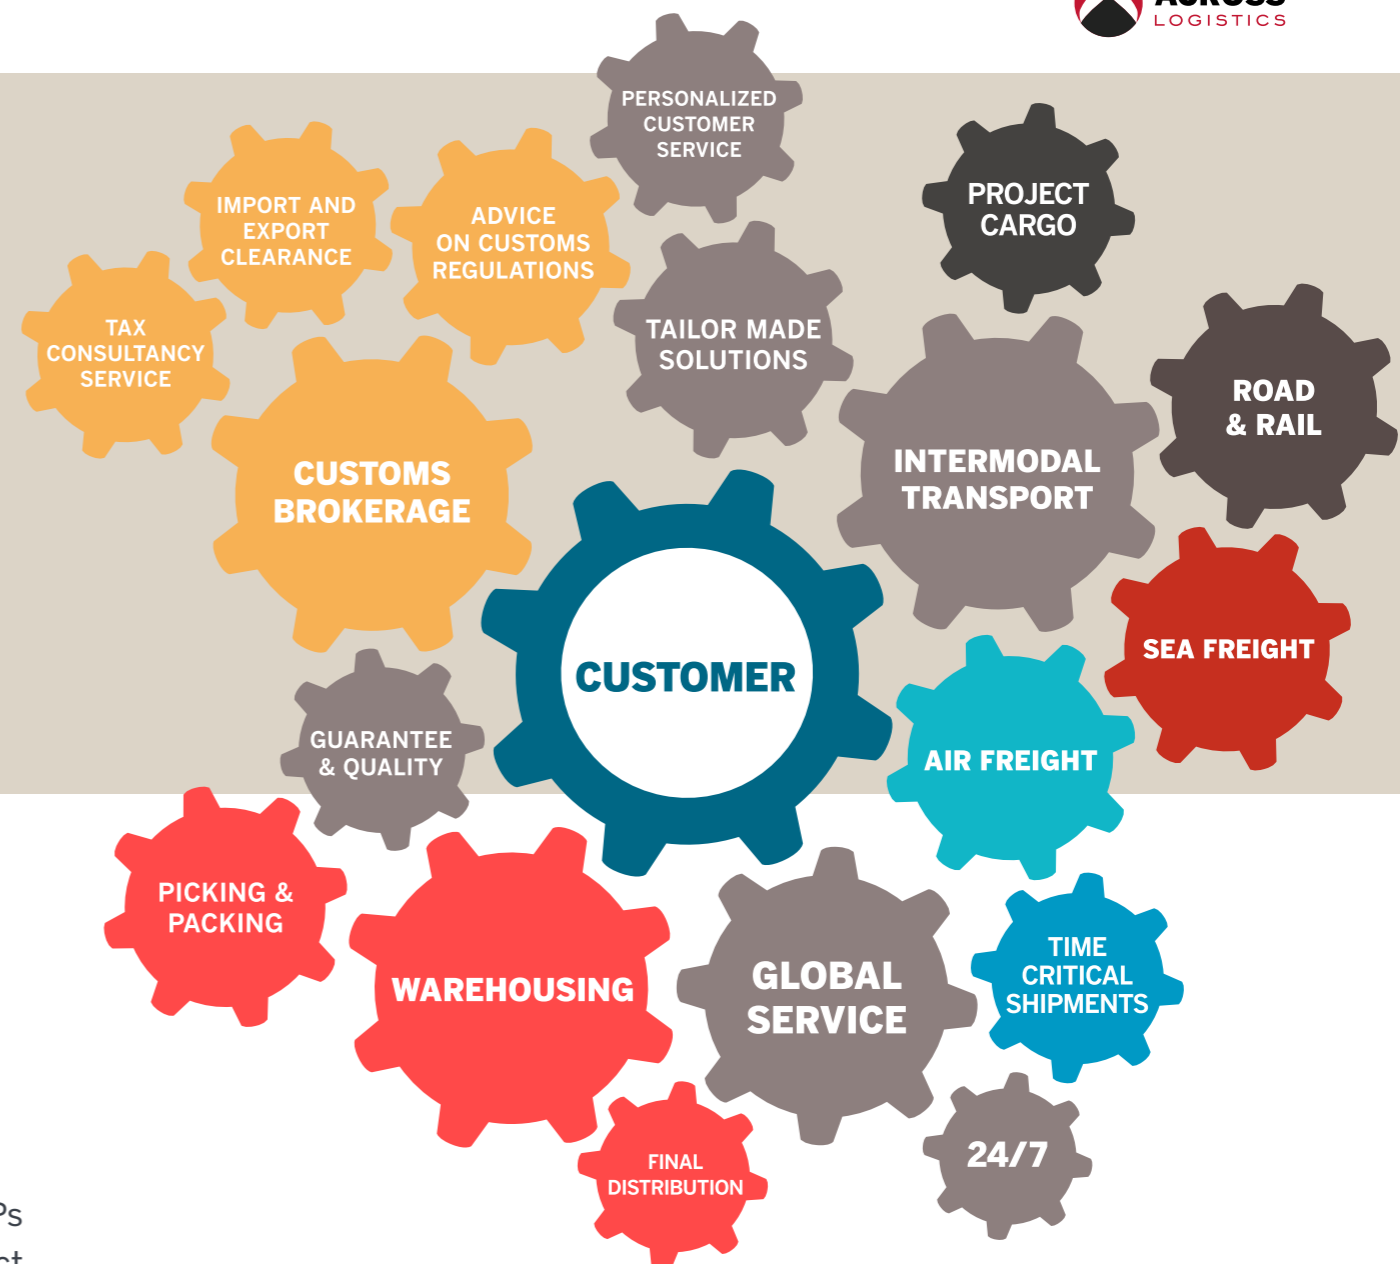 LOGISTICS
PERSONALIZED
CUSTOMER
SERVICE
PROJECT
CARGO
IMPORT AND
EXPORT
CLEARANCE
ADVICE
ON CUSTOMS
REGULATIONS
TAX
CONSULTANCY
SERVICE
TAILOR MADE
SOLUTIONS
ROAD
& RAIL
CUSTOMS
BROKERAGE
INTERMODAL
TRANSPORT
CUSTOMER
SEA FREIGHT
GUARANTEE
& QUALITY
AIR FREIGHT
PICKING &
PACKING
WAREHOUSING
GLOBAL
SERVICE
TIME
CRITICAL
SHIPMENTS
FINAL
DISTRIBUTION
24/7